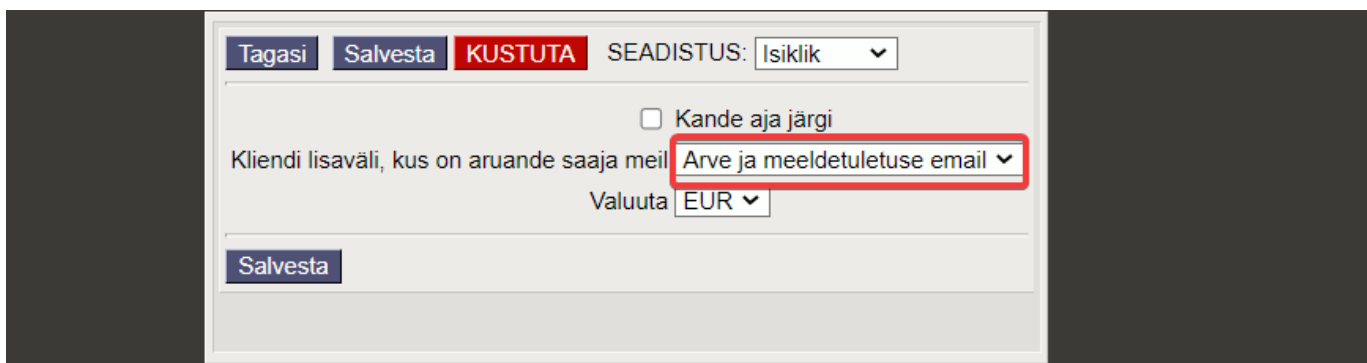 Tagasi Salvesta KUSTUTA SEADISTUS: Isiklik
Kande aja järgi
Kliendi lisaväli, kus on aruande saaja meil Arve ja meeldetuletuse email
Valuuta EUR
Salvesta